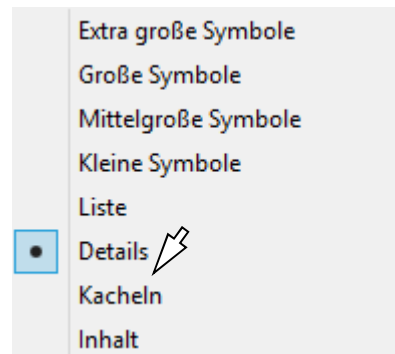 Extra große Symbole
Große Symbole
Mittelgroße Symbole
Kleine Symbole
Liste
Details
Kacheln
Inhalt